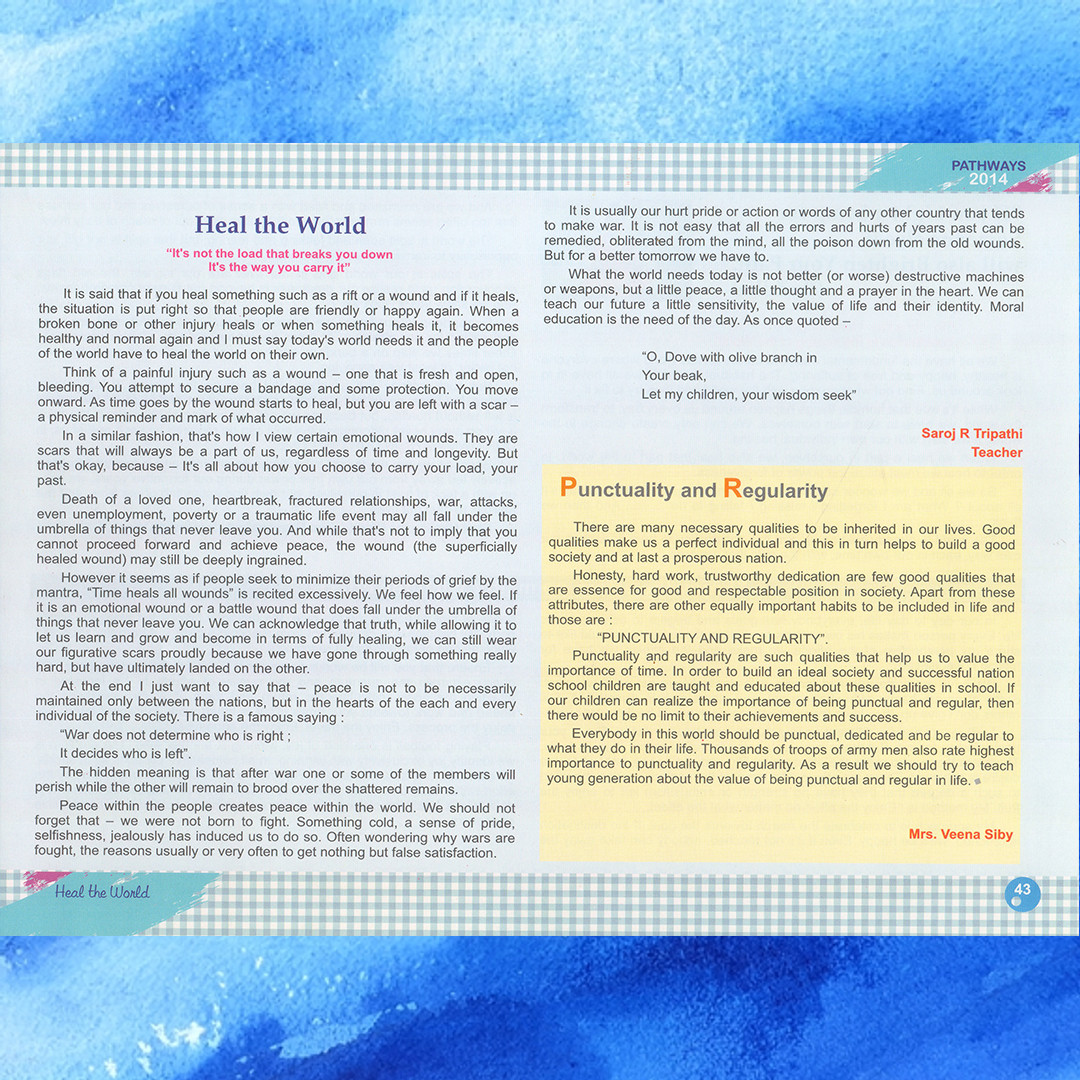 PATHWAYS
2014
Heal the World
“It's not the load that breaks you down
It's the way you carry it”
It is said that if you heal something such as a rift or a wound and if it heals,
the situation is put right so that people are friendly or happy again. When a
broken bone or other injury heals or when something heals it, it becomes
healthy and normal again and I must say today's world needs it and the people
of the world have to heal the world on their own.
Think of a painful injury such as a wound – one that is fresh and open,
bleeding. You attempt to secure a bandage and some protection. You move
onward. As time goes by the wound starts to heal, but you are left with a scar –
a physical reminder and mark of what occurred.
In a similar fashion, that's how I view certain emotional wounds. They are
scars that will always be a part of us, regardless of time and longevity. But
that's okay, because – It's all about how you choose to carry your load, your
past.
Death of a loved one, heartbreak, fractured relationships, war, attacks,
even unemployment, poverty or a traumatic life event may all fall under the
umbrella of things that never leave you. And while that's not to imply that you
cannot proceed forward and achieve peace, the wound (the superficially
healed wound) may still be deeply ingrained.
However it seems as if people seek to minimize their periods of grief by the
mantra, “Time heals all wounds” is recited excessively. We feel how we feel. If
it is an emotional wound or a battle wound that does fall under the umbrella of
things that never leave you. We can acknowledge that truth, while allowing it to
let us learn and grow and become in terms of fully healing, we can still wear
our figurative scars proudly because we have gone through something really
hard, but have ultimately landed on the other.
At the end I just want to say that – peace is not to be necessarily
maintained only between the nations, but in the hearts of the each and every
individual of the society. There is a famous saying :
“War does not determine who is right ;
It decides who is left”.
The hidden meaning is that after war one or some of the members will
perish while the other will remain to brood over the shattered remains.
Peace within the people creates peace within the world. We should not
forget that – we were not born to fight. Something cold, a sense of pride,
selfishness, jealously has induced us to do so. Often wondering why wars are
fought, the reasons usually or very often to get nothing but false satisfaction.
It is usually our hurt pride or action or words of any other country that tends
to make war. It is not easy that all the errors and hurts of years past can be
remedied, obliterated from the mind, all the poison down from the old wounds.
But for a better tomorrow we have to.
What the world needs today is not better (or worse) destructive machines
or weapons, but a little peace, a little thought and a prayer in the heart. We can
teach our future a little sensitivity, the value of life and their identity. Moral
education is the need of the day. As once quoted –
“O, Dove with olive branch in
Your beak,
Let my children, your wisdom seek”
Saroj R Tripathi
Teacher
Punctuality and Regularity
There are many necessary qualities to be inherited in our lives. Good
qualities make us a perfect individual and this in turn helps to build a good
society and at last a prosperous nation.
Honesty, hard work, trustworthy dedication are few good qualities that
are essence for good and respectable position in society. Apart from these
attributes, there are other equally important habits to be included in life and
those are :
“PUNCTUALITY AND REGULARITY”.
Punctuality and regularity are such qualities that help us to value the
importance of time. In order to build an ideal society and successful nation
school children are taught and educated about these qualities in school. If
our children can realize the importance of being punctual and regular, then
there would be no limit to their achievements and success.
Everybody in this world should be punctual, dedicated and be regular to
what they do in their life. Thousands of troops of army men also rate highest
importance to punctuality and regularity. As a result we should try to teach
young generation about the value of being punctual and regular in life.
Mrs. Veena Siby
Heal the World
43